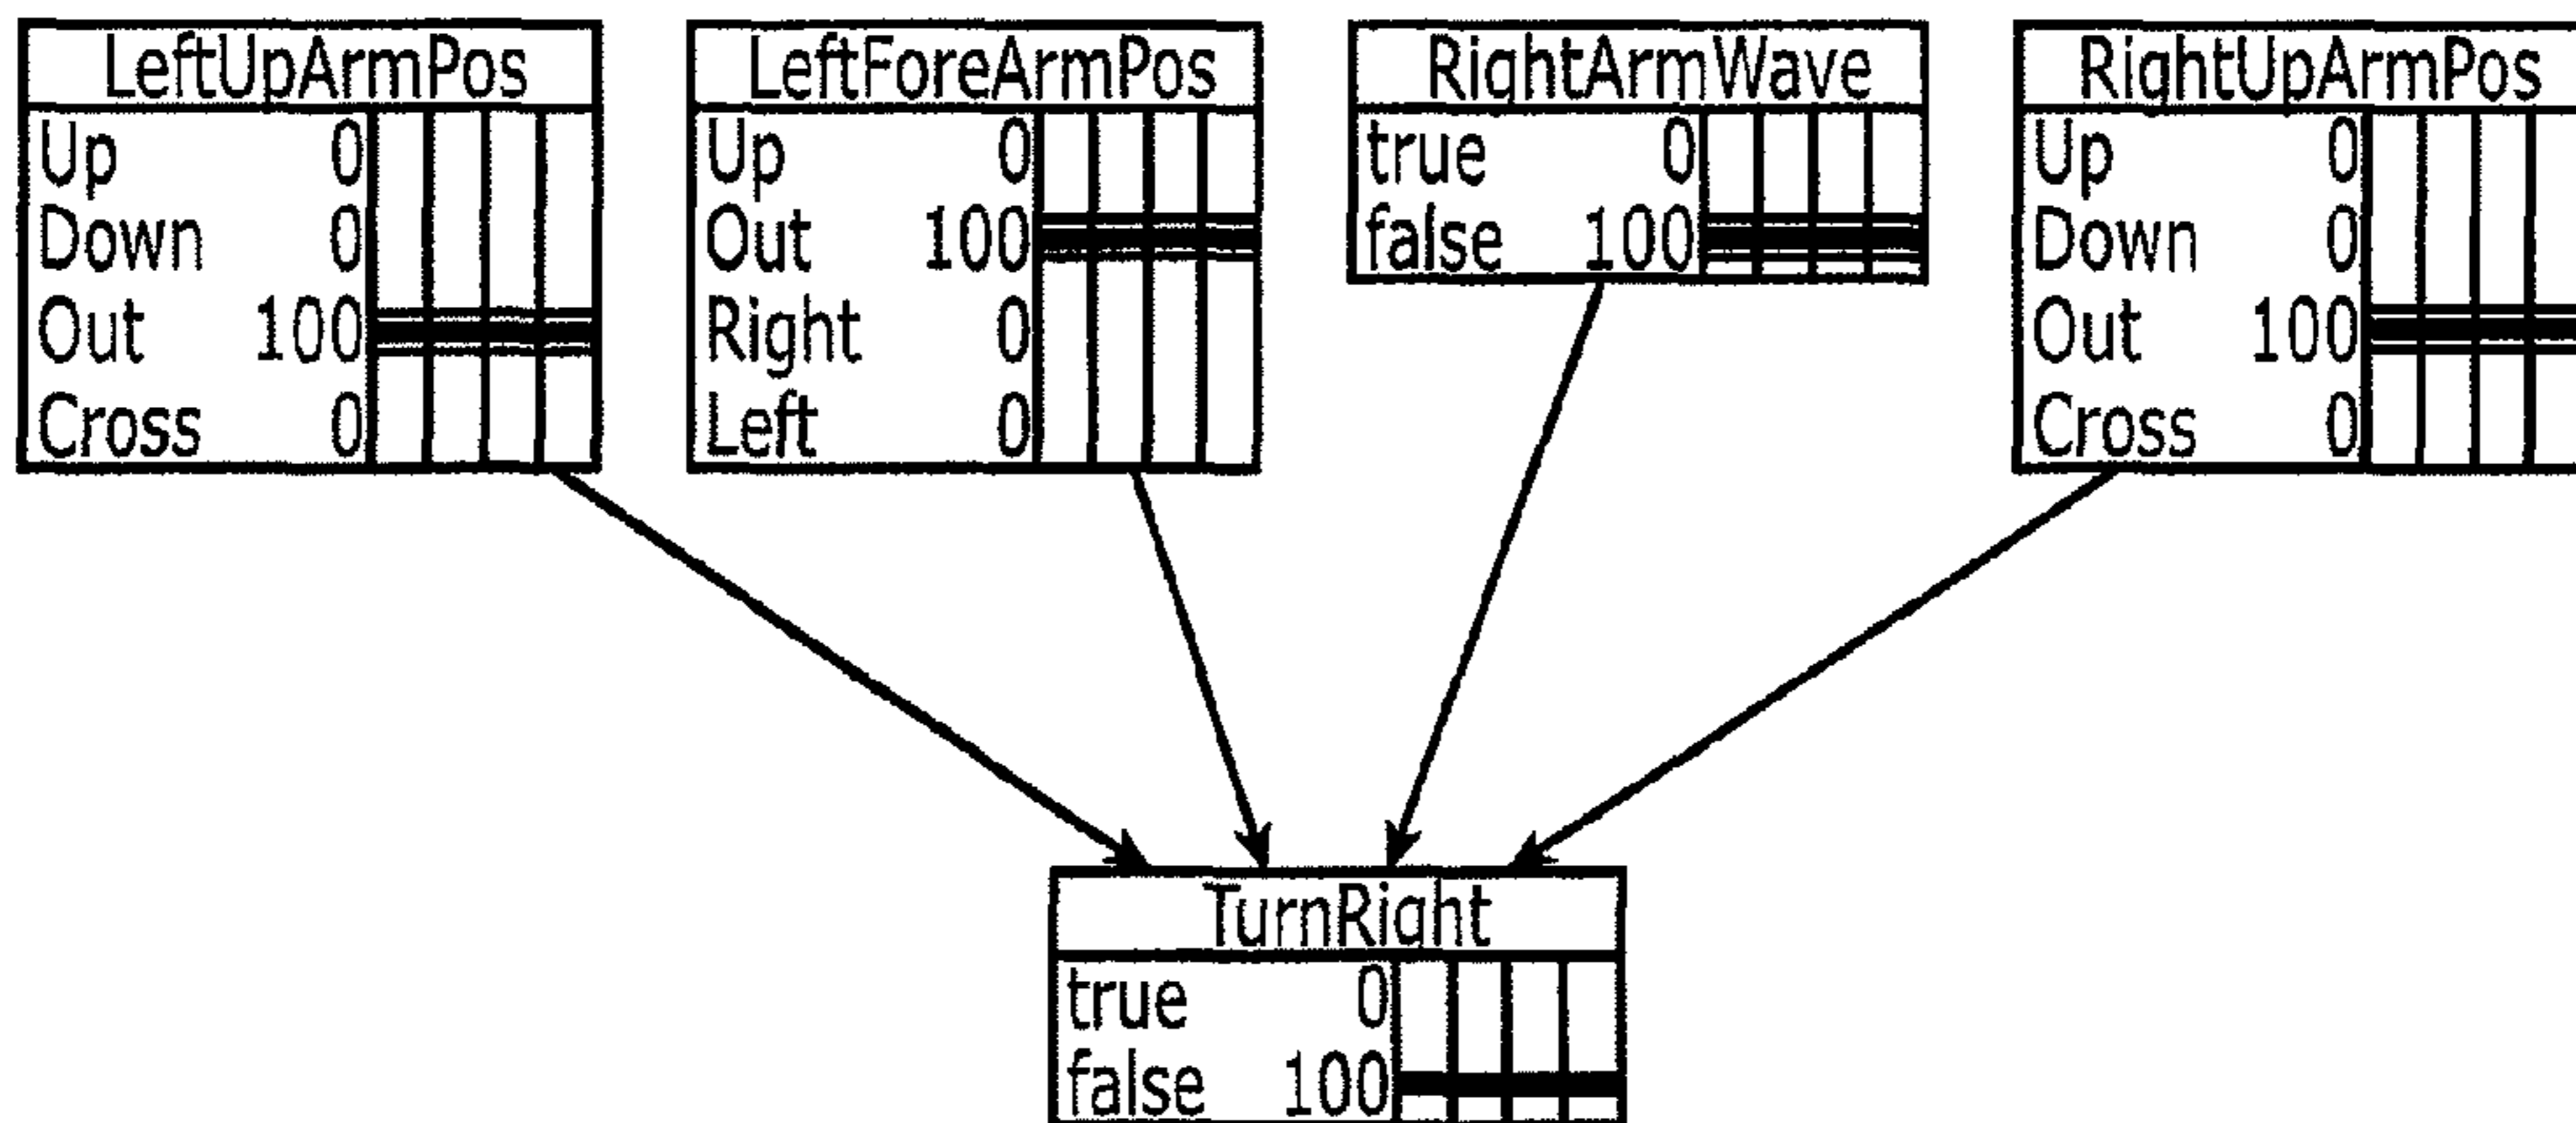 LeftUpArmPos
Up 0
Down 0
Out 100
Cross 0
LeftForeArmPos
Up 0
Out 100
Right 0
Left 0
RightArmWave
true 0
false 100
RightUpArmPos
Up 0
Down 0
Out 100
Cross 0
TurnRight
true 0
false 100